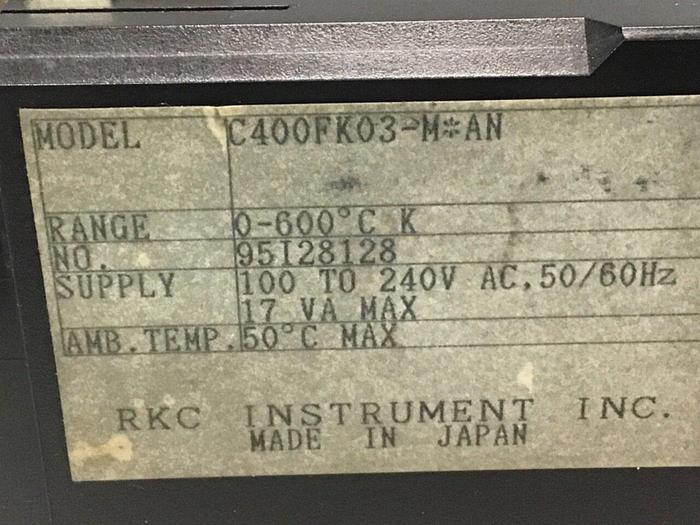 MODEL C400FK03-M*AN
RANGE 0-600°C K
NO. 95I28128
SUPPLY 100 TO 240V AC,50/60Hz
17 VA MAX
AMB.TEMP. 50°C MAX
RKC INSTRUMENT INC.
MADE IN JAPAN